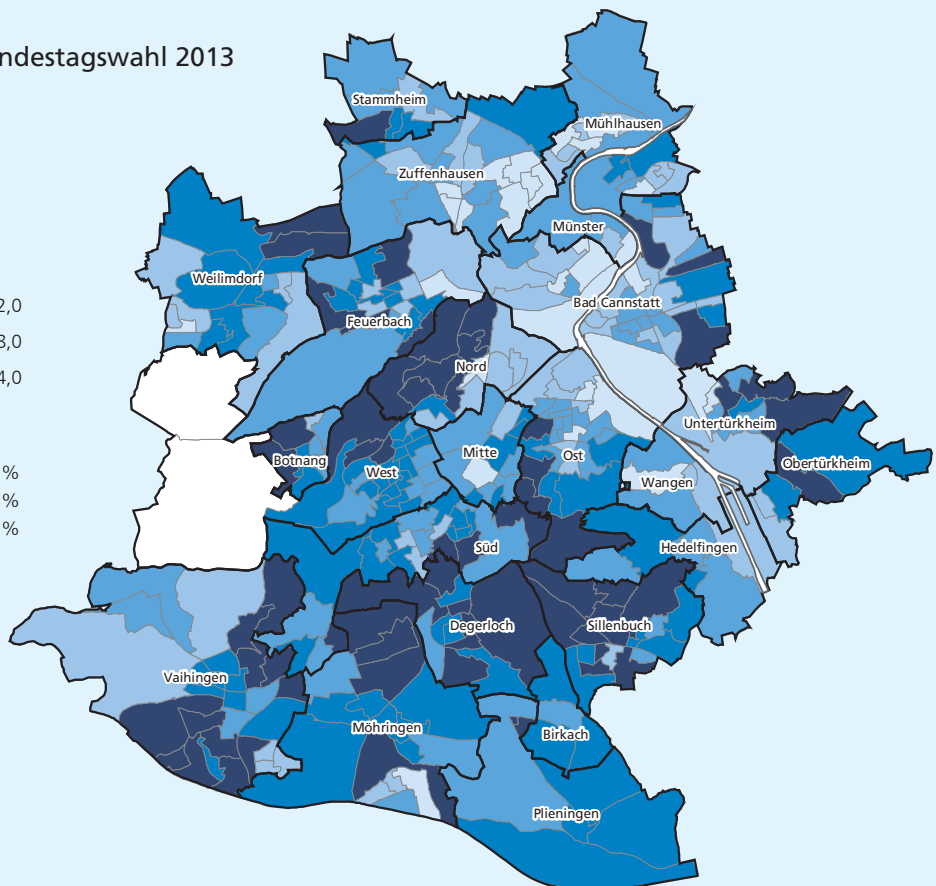 ndestagswahl 2013
Stammheim
Mühlhausen
Zuffenhausen
Münster
Weilimdorf
Bad Cannstatt
2,0
Feuerbach
8,0
Nord
4,0
Untertürkheim
Botnang
Mitte
Ost
Obertürkheim
%
West
Wangen
%
%
Süd
Hedelfingen
Degerloch
Sillenbuch
Vaihingen
Möhringen
Birkach
Plieningen